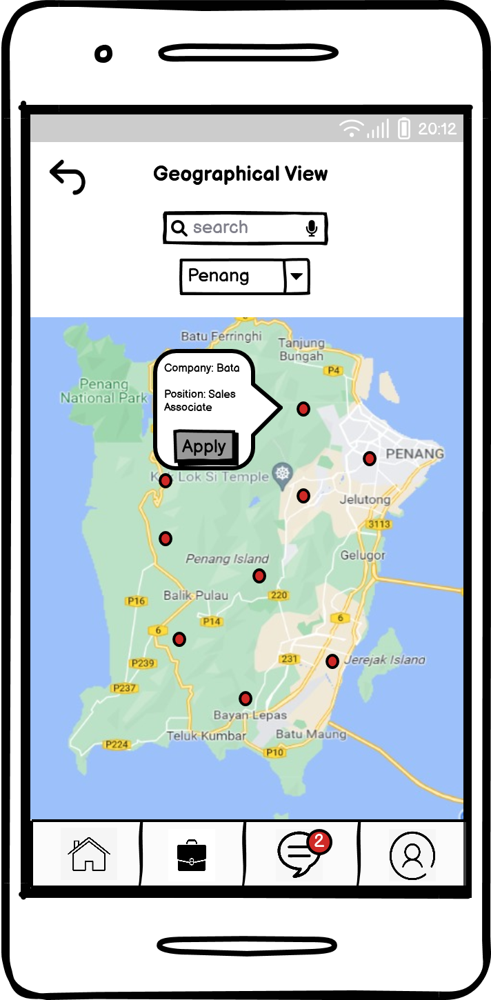 20:12
Geographical View
search
Penang
Batu Ferringhi
Tanjung
Bungah
P4
Company: Bata
Penang
National Park
Position: Sales
Associate
Apply
PENANG
Lok Si Temple
Jelutong
3113
Gelugor
Penang Island
Balik Pulau
220
P16
P14
6
6
231
Jerejak Island
P239
P237
Bayan Lepas
Teluk Kumbar
Batu Maung
P224
P10
2